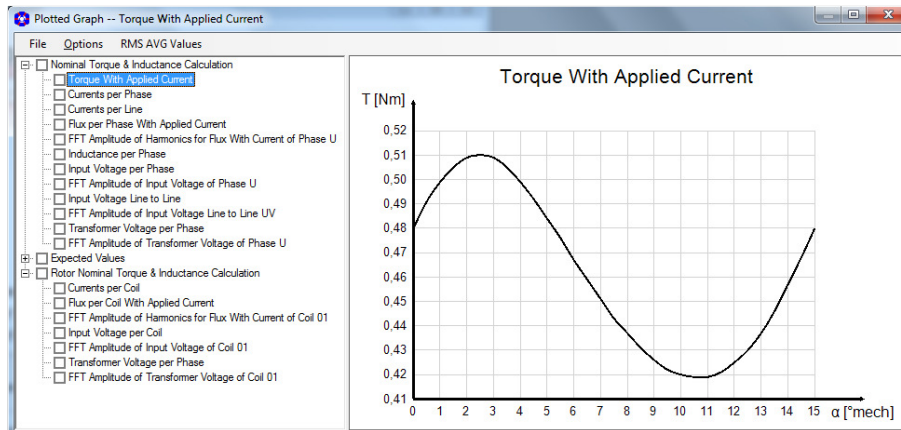 Plotted Graph -- Torque With Applied Current
File Options RMS AVG Values
Nominal Torque & Inductance Calculation
Torque With Applied Current
Currents per Phase
Currents per Line
Flux per Phase With Applied Current
FFT Amplitude of Harmonics for Flux With Current of Phase U
Inductance per Phase
Input Voltage per Phase
FFT Amplitude of Input Voltage of Phase U
Input Voltage Line to Line
FFT Amplitude of Input Voltage Line to Line UV
Transformer Voltage per Phase
FFT Amplitude of Transformer Voltage of Phase U
Expected Values
Rotor Nominal Torque & Inductance Calculation
Currents per Coil
Flux per Coil With Applied Current
FFT Amplitude of Harmonics for Flux With Current of Coil 01
Input Voltage per Coil
FFT Amplitude of Input Voltage of Coil 01
Transformer Voltage per Phase
FFT Amplitude of Transformer Voltage of Coil 01
Torque With Applied Current
T [Nm]
0,52
0,51
0,50
0,49
0,48
0,47
0,46
0,45
0,44
0,43
0,42
0,41
0 1 2 3 4 5 6 7 8 9 10 11 12 13 14 15 α [°mech]